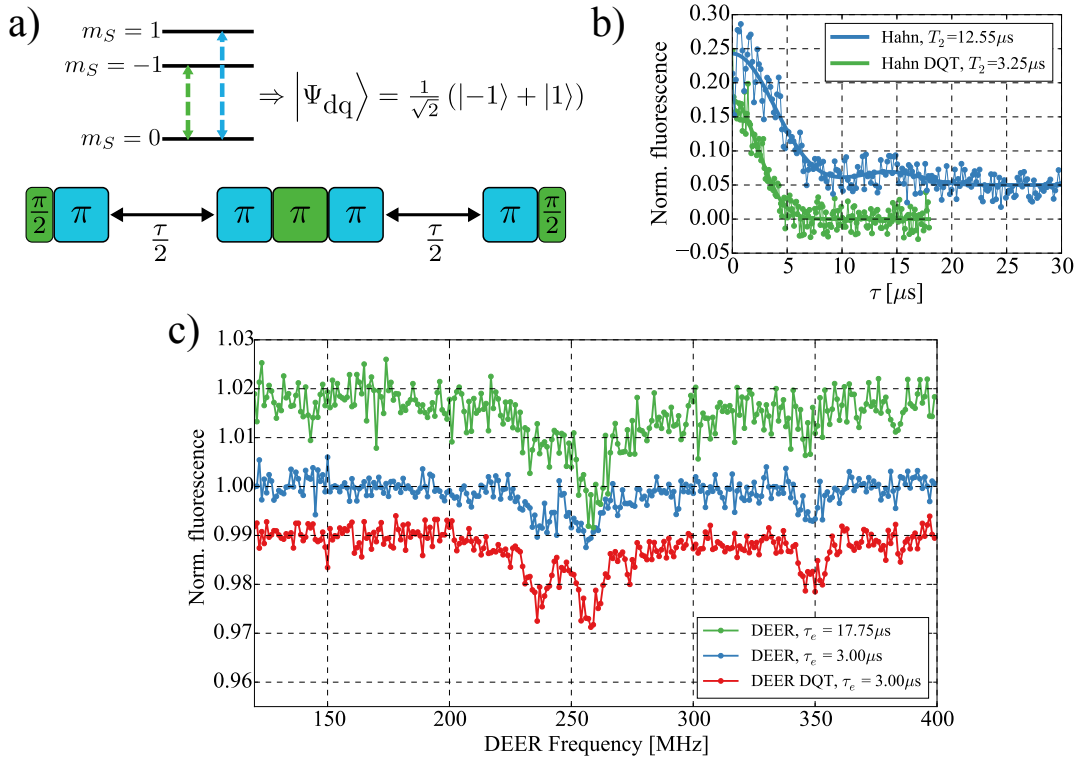 a)
m_S = 1
m_S = −1
m_S = 0
⇒ |Ψ_dq⟩ = 1/√2 (|−1⟩ + |1⟩)
π/2 π τ/2 π π π τ/2 π π/2
b)
Norm. fluorescence
0.30
0.25
0.20
0.15
0.10
0.05
0.00
−0.05
Hahn, T_2=12.55μs
Hahn DQT, T_2=3.25μs
0 5 10 15 20 25 30
τ [μs]
c)
Norm. fluorescence
1.03
1.02
1.01
1.00
0.99
0.98
0.97
0.96
DEER, τ_e = 17.75μs
DEER, τ_e = 3.00μs
DEER DQT, τ_e = 3.00μs
150 200 250 300 350 400
DEER Frequency [MHz]